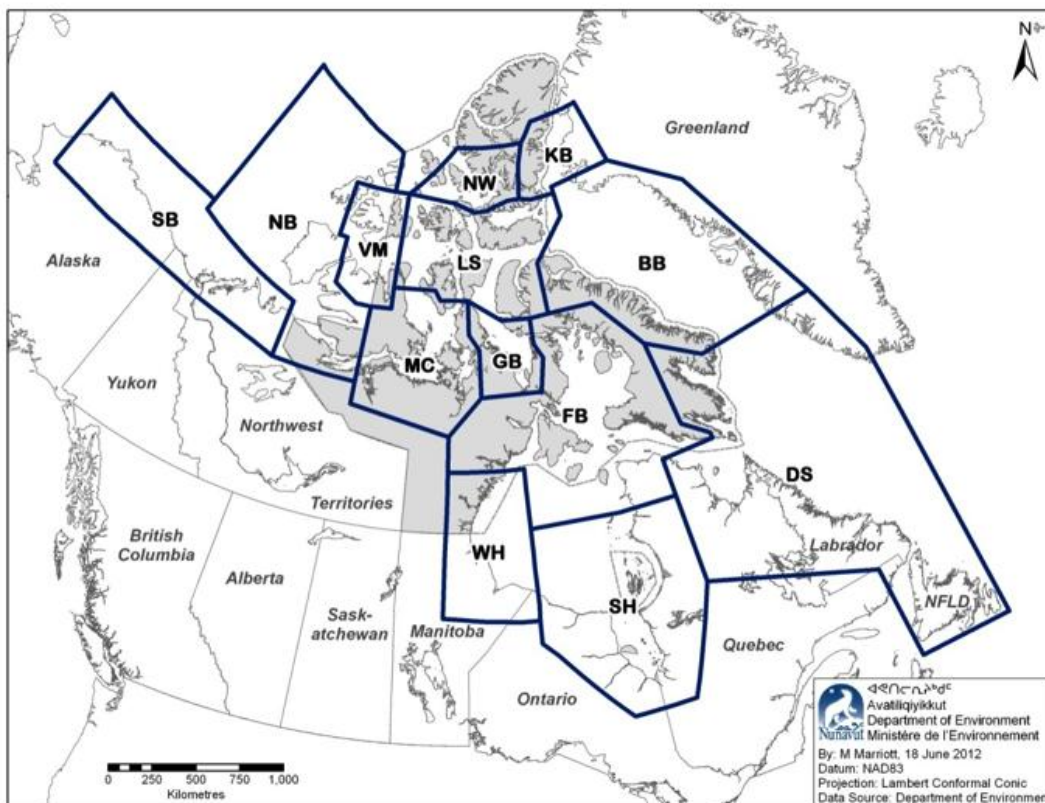 N
Greenland
KB
NW
SB
NB
VM
LS
BB
Alaska
MC
GB
FB
Yukon
Northwest
Territories
DS
British
Columbia
Alberta
Sask-
atchewan
Manitoba
WH
SH
Labrador
NFLD
Quebec
Ontario
0 250 500 750 1,000
Kilometres
Nunavut
Avatiliqiyikkut
Department of Environment
Ministére de l'Environnement
By: M Marriott, 18 June 2012
Datum: NAD83
Projection: Lambert Conformal Conic
Data Source: Department of Environmen